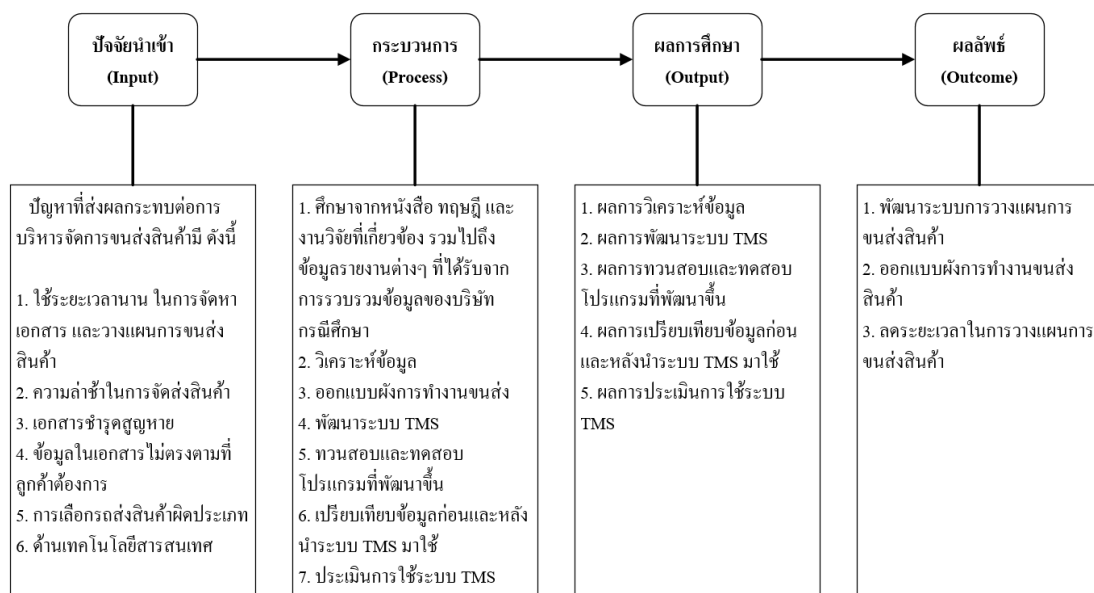 ปัจจัยนำเข้า
(Input)
กระบวนการ
(Process)
ผลการศึกษา
(Output)
ผลลัพธ์
(Outcome)
ปัญหาที่ส่งผลกระทบต่อการ
บริหารจัดการขนส่งสินค้ามี ดังนี้
1. ใช้ระยะเวลานาน ในการจัดหา
เอกสาร และวางแผนการขนส่ง
สินค้า
2. ความล่าช้าในการจัดส่งสินค้า
3. เอกสารชำรุดสูญหาย
4. ข้อมูลในเอกสารไม่ตรงตามที่
ลูกค้าต้องการ
5. การเลือกรถส่งสินค้าผิดประเภท
6. ด้านเทคโนโลยีสารสนเทศ
1. ศึกษาจากหนังสือ ทฤษฎี และ
งานวิจัยที่เกี่ยวข้อง รวมไปถึง
ข้อมูลรายงานต่างๆ ที่ได้รับจาก
การรวบรวมข้อมูลของบริษัท
กรณีศึกษา
2. วิเคราะห์ข้อมูล
3. ออกแบบผังการทำงานขนส่ง
4. พัฒนาระบบ TMS
5. ทวนสอบและทดสอบ
โปรแกรมที่พัฒนาขึ้น
6. เปรียบเทียบข้อมูลก่อนและหลัง
นำระบบ TMS มาใช้
7. ประเมินการใช้ระบบ TMS
1. ผลการวิเคราะห์ข้อมูล
2. ผลการพัฒนาระบบ TMS
3. ผลการทวนสอบและทดสอบ
โปรแกรมที่พัฒนาขึ้น
4. ผลการเปรียบเทียบข้อมูลก่อน
และหลังนำระบบ TMS มาใช้
5. ผลการประเมินการใช้ระบบ
TMS
1. พัฒนาระบบการวางแผนการ
ขนส่งสินค้า
2. ออกแบบผังการทำงานขนส่ง
สินค้า
3. ลดระยะเวลาในการวางแผนการ
ขนส่งสินค้า